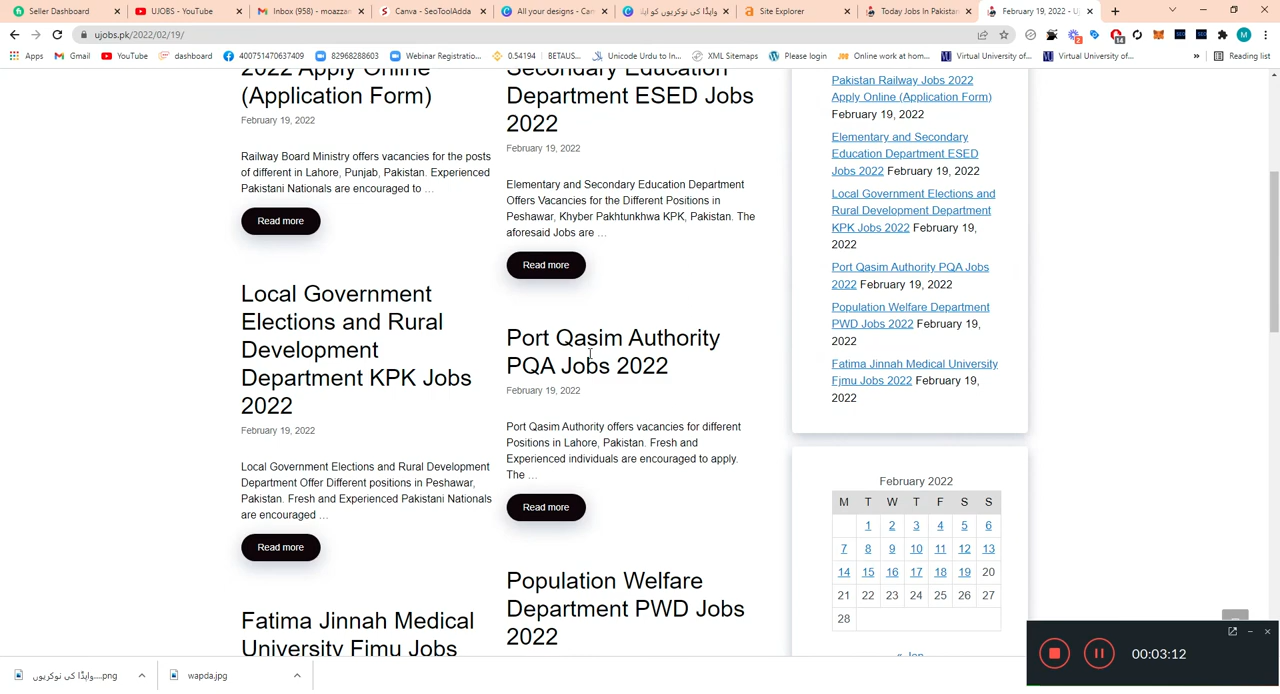 Seller Dashboard
UJOBS - YouTube
Inbox (958) - moazzan
Canva - SeoToolAdda
All your designs - Can
واپڈا کی نوکریوں کو اپنا
Site Explorer
Today Jobs In Pakistan
February 19, 2022 - UJ
ujobs.pk/2022/02/19/
Apps
Gmail
YouTube
dashboard
400751470637409
82968288603
Webinar Registratio...
0.54194 | BETAUS...
Unicode Urdu to In...
XML Sitemaps
Please login
Online work at hom...
Virtual University of...
Virtual University of...
»
Reading list
2022 Apply Online
(Application Form)
February 19, 2022
Railway Board Ministry offers vacancies for the posts
of different in Lahore, Punjab, Pakistan. Experienced
Pakistani Nationals are encouraged to ...
Read more
Local Government
Elections and Rural
Development
Department KPK Jobs
2022
February 19, 2022
Local Government Elections and Rural Development
Department Offer Different positions in Peshawar,
Pakistan. Fresh and Experienced Pakistani Nationals
are encouraged ...
Read more
Fatima Jinnah Medical
University Fjmu Jobs
Secondary Education
Department ESED Jobs
2022
February 19, 2022
Elementary and Secondary Education Department
Offers Vacancies for the Different Positions in
Peshawar, Khyber Pakhtunkhwa KPK, Pakistan. The
aforesaid Jobs are ...
Read more
Port Qasim Authority
PQA Jobs 2022
February 19, 2022
Port Qasim Authority offers vacancies for different
Positions in Lahore, Pakistan. Fresh and
Experienced individuals are encouraged to apply.
The ...
Read more
Population Welfare
Department PWD Jobs
2022
Pakistan Railway Jobs 2022
Apply Online (Application Form)
February 19, 2022
Elementary and Secondary
Education Department ESED
Jobs 2022 February 19, 2022
Local Government Elections and
Rural Development Department
KPK Jobs 2022 February 19,
2022
Port Qasim Authority PQA Jobs
2022 February 19, 2022
Population Welfare Department
PWD Jobs 2022 February 19,
2022
Fatima Jinnah Medical University
Fjmu Jobs 2022 February 19,
2022
February 2022
M T W T F S S
1 2 3 4 5 6
7 8 9 10 11 12 13
14 15 16 17 18 19 20
21 22 23 24 25 26 27
28
« Jan
00:03:12
واپڈا کی نوکریوں....png
wapda.jpg